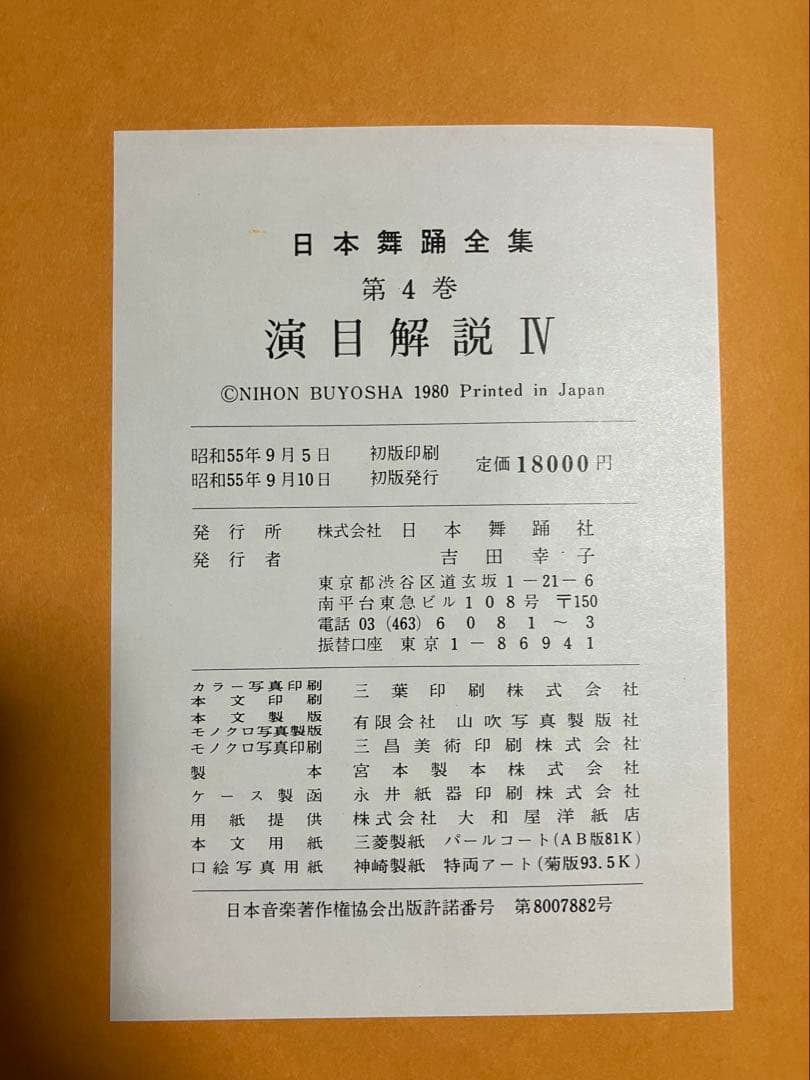 日本舞踊全集
第4巻
演目解説Ⅳ
©NIHON BUYOSHA 1980 Printed in Japan
昭和55年9月5日 初版印刷
昭和55年9月10日 初版発行
定価18000円
発行所 株式会社 日本舞踊社
発行者 吉田幸子
東京都渋谷区道玄坂1-21-6
南平台東急ビル108号 〒150
電話 03 (463) 6081~3
振替口座 東京1-86941
カラー写真印刷
本文印刷 三葉印刷株式会社
本文製版
モノクロ写真製版 有限会社 山吹写真製版社
モノクロ写真印刷 三昌美術印刷株式会社
製本 宮本製本株式会社
ケース製函 永井紙器印刷株式会社
用紙提供 株式会社 大和屋洋紙店
本文用紙 三菱製紙 パールコート(AB版81K)
口絵写真用紙 神崎製紙 特両アート(菊版93.5K)
日本音楽著作権協会出版許諾番号 第8007882号